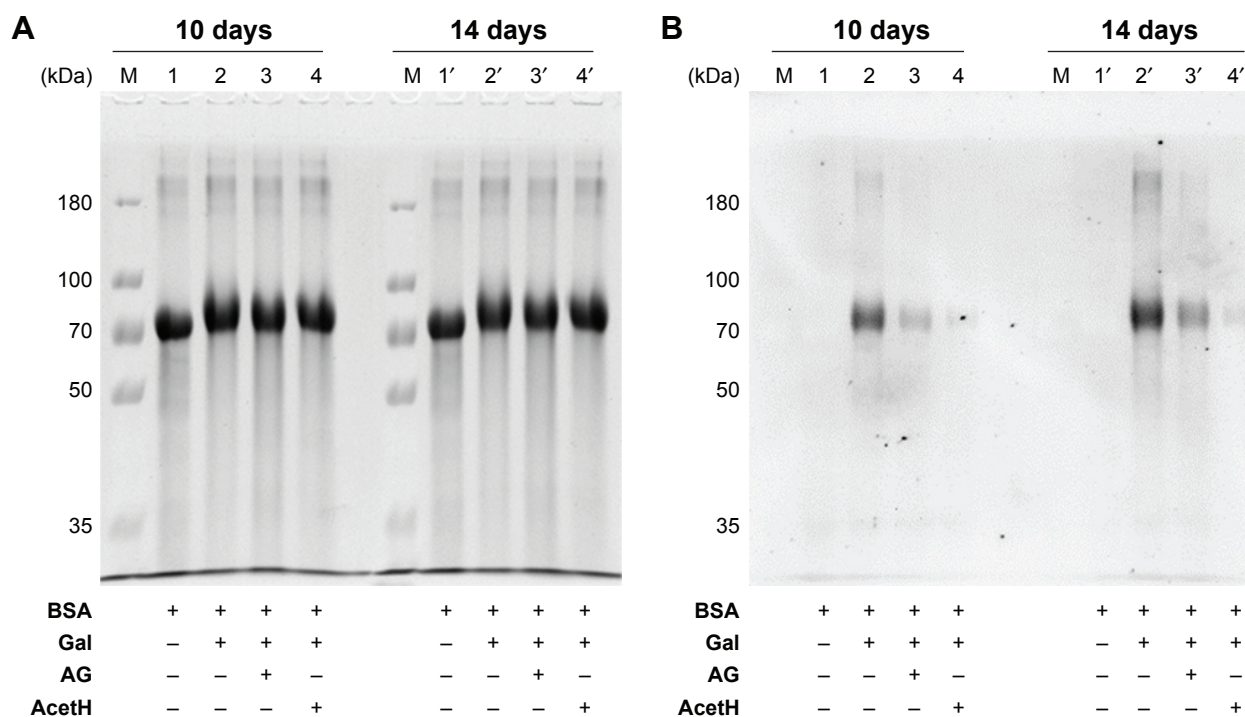 A
10 days
14 days
(kDa) M 1 2 3 4 M 1′ 2′ 3′ 4′
180
100
70
50
35
BSA + + + + + + + +
Gal – + + + – + + +
AG – – + – – – + –
AcetH – – – + – – – +
B
10 days
14 days
(kDa) M 1 2 3 4 M 1′ 2′ 3′ 4′
180
100
70
50
35
BSA + + + + + + + +
Gal – + + + – + + +
AG – – + – – – + –
AcetH – – – + – – – +